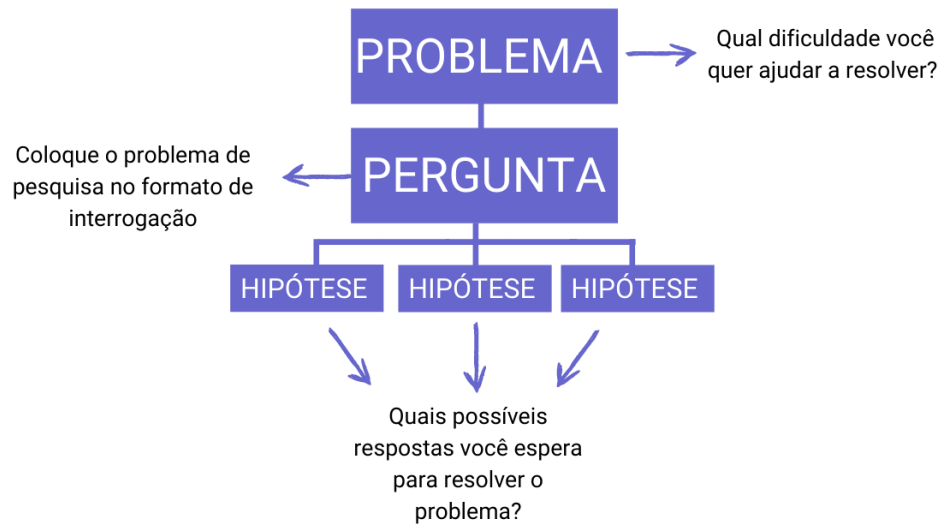 PROBLEMA
Qual dificuldade você
quer ajudar a resolver?
Coloque o problema de
pesquisa no formato de
interrogação
PERGUNTA
HIPÓTESE
HIPÓTESE
HIPÓTESE
Quais possíveis
respostas você espera
para resolver o
problema?